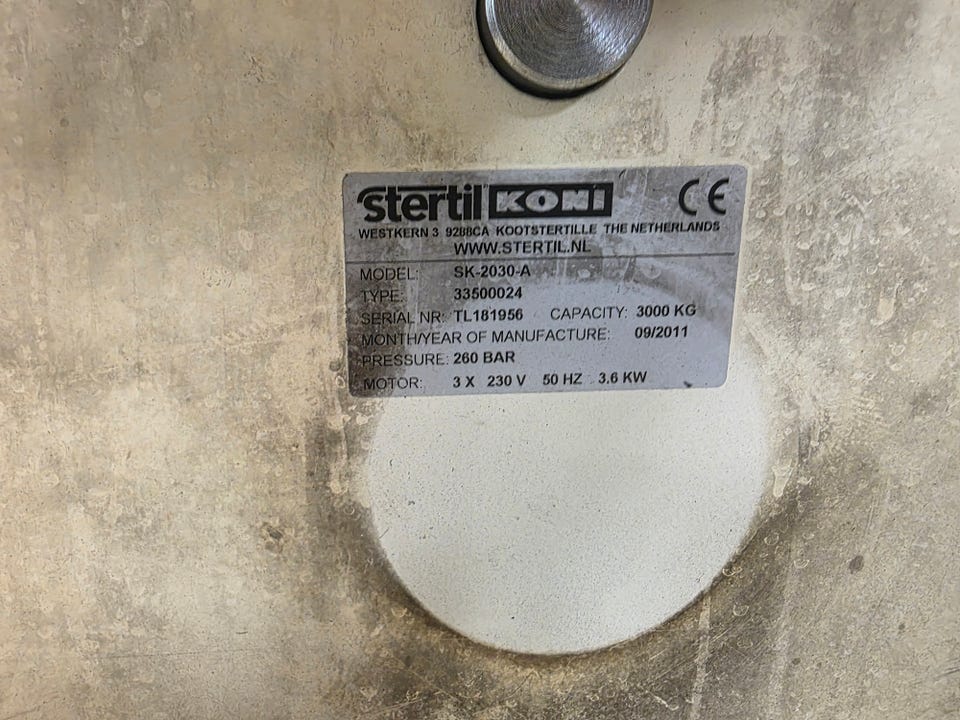 stertil KONI CE
WESTKERN 3 9288CA KOOTSTERTILLE THE NETHERLANDS
WWW.STERTIL.NL
MODEL: SK-2030-A
TYPE: 33500024
SERIAL NR: TL181956 CAPACITY: 3000 KG
MONTH/YEAR OF MANUFACTURE: 09/2011
PRESSURE: 260 BAR
MOTOR: 3 X 230 V 50 HZ 3.6 KW